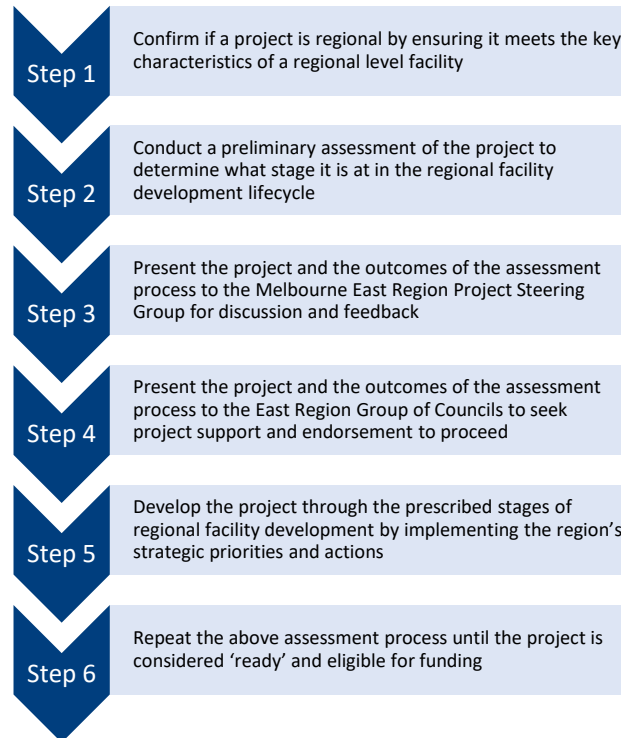 Step 1
Confirm if a project is regional by ensuring it meets the key
characteristics of a regional level facility
Step 2
Conduct a preliminary assessment of the project to
determine what stage it is at in the regional facility
development lifecycle
Step 3
Present the project and the outcomes of the assessment
process to the Melbourne East Region Project Steering
Group for discussion and feedback
Step 4
Present the project and the outcomes of the assessment
process to the East Region Group of Councils to seek
project support and endorsement to proceed
Step 5
Develop the project through the prescribed stages of
regional facility development by implementing the region’s
strategic priorities and actions
Step 6
Repeat the above assessment process until the project is
considered ‘ready’ and eligible for funding